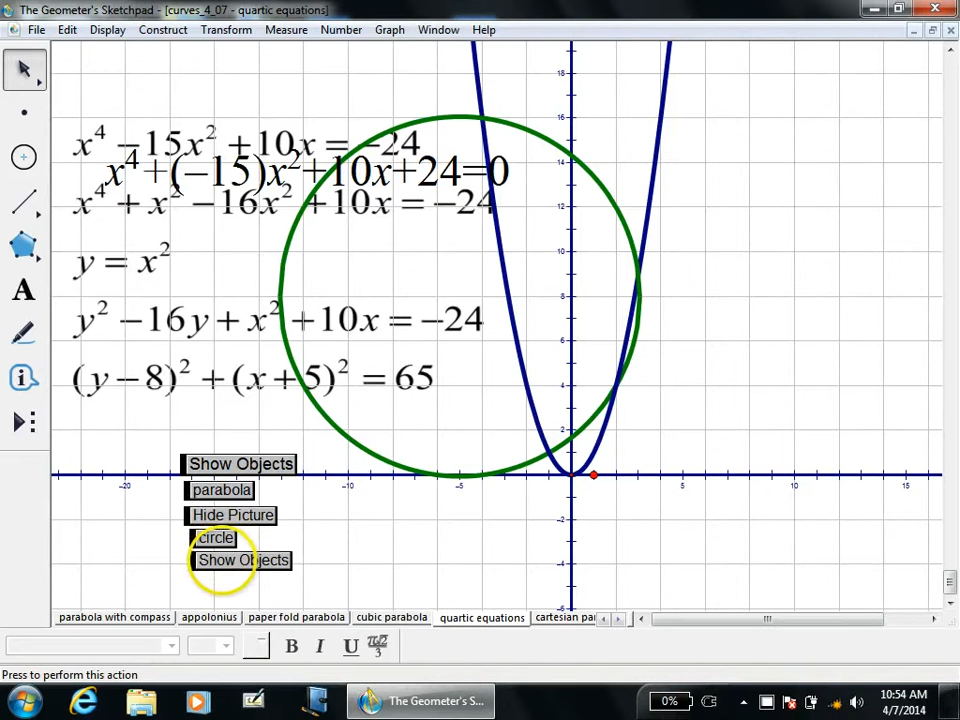 The Geometer's Sketchpad - [curves_4_07 - quartic equations]
File Edit Display Construct Transform Measure Number Graph Window Help
x⁴ −15x² +10x = −24
x⁴+(−15)x²+10x+24=0
x⁴ + x² −16x² +10x = −24
y = x²
y² −16y + x² +10x = −24
(y−8)² + (x+5)² = 65
18
16
14
12
10
8
6
4
2
-20 -10 -5 5 10 15
-2
-4
-6
Show Objects
parabola
Hide Picture
circle
Show Objects
parabola with compass appolonius paper fold parabola cubic parabola quartic equations cartesian par
B I U
Press to perform this action
The Geometer's S...
0%
10:54 AM
4/7/2014